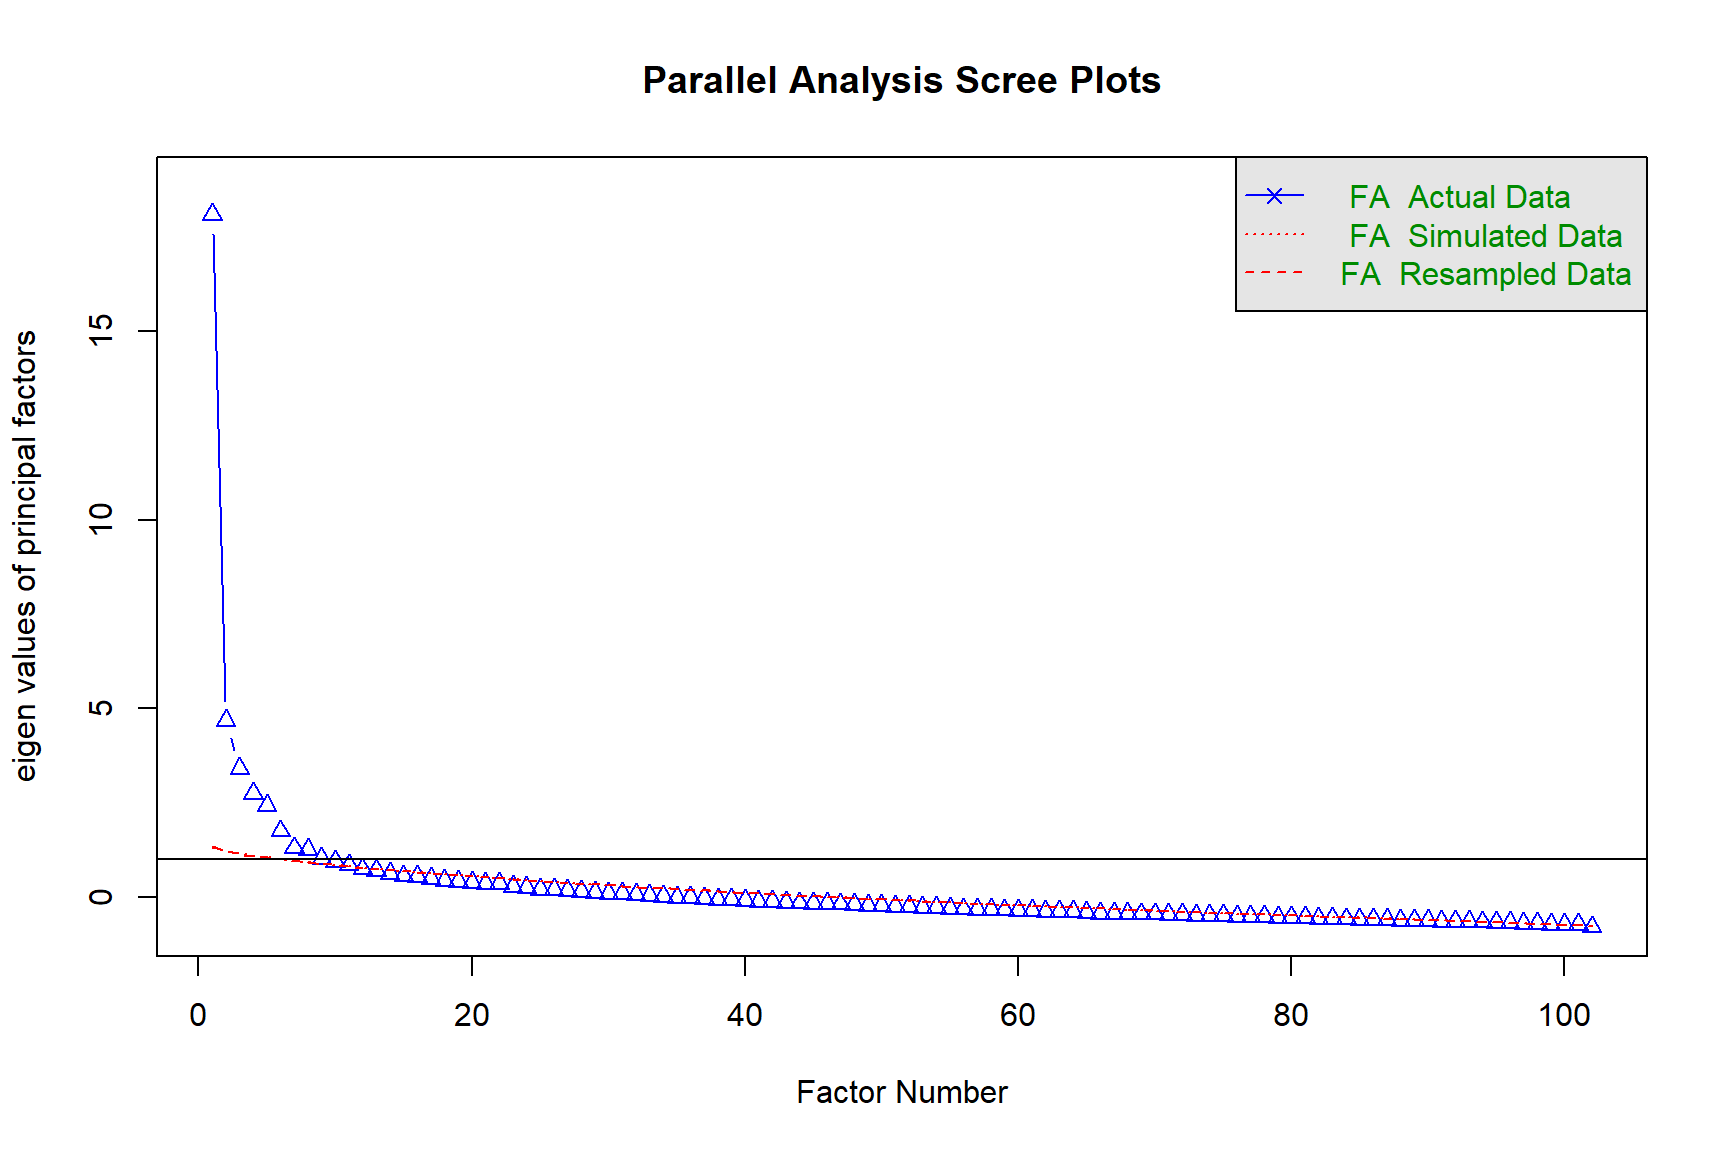 Parallel Analysis Scree Plots
FA Actual Data
FA Simulated Data
FA Resampled Data
eigen values of principal factors
15
10
5
0
0 20 40 60 80 100
Factor Number